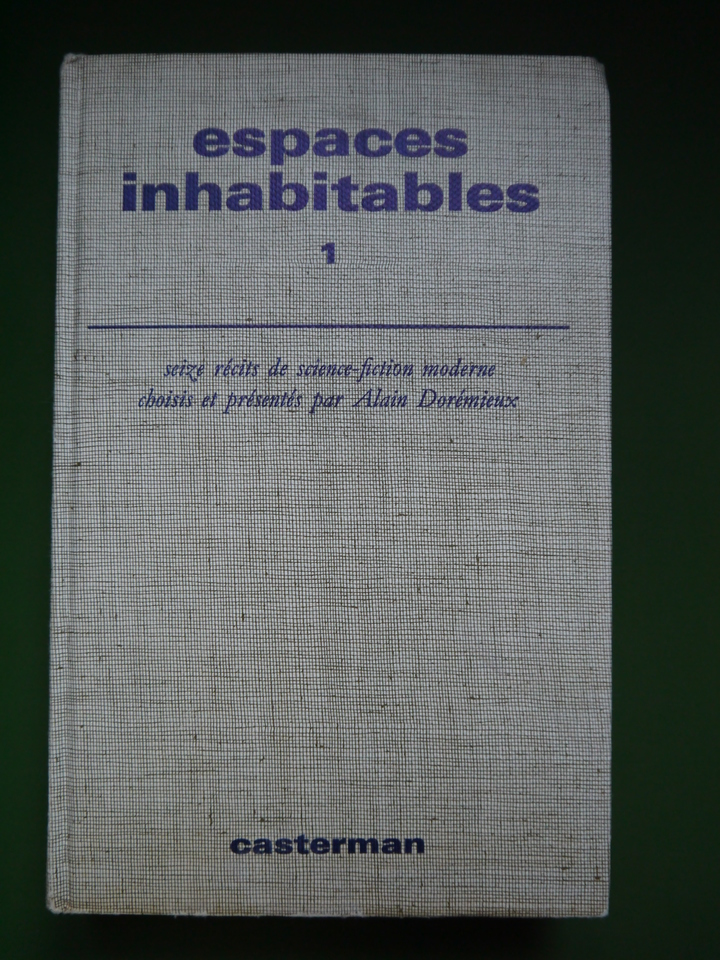 espaces
inhabitables
1
seize récits de science-fiction moderne
choisis et présentés par Alain Dorémieux
casterman